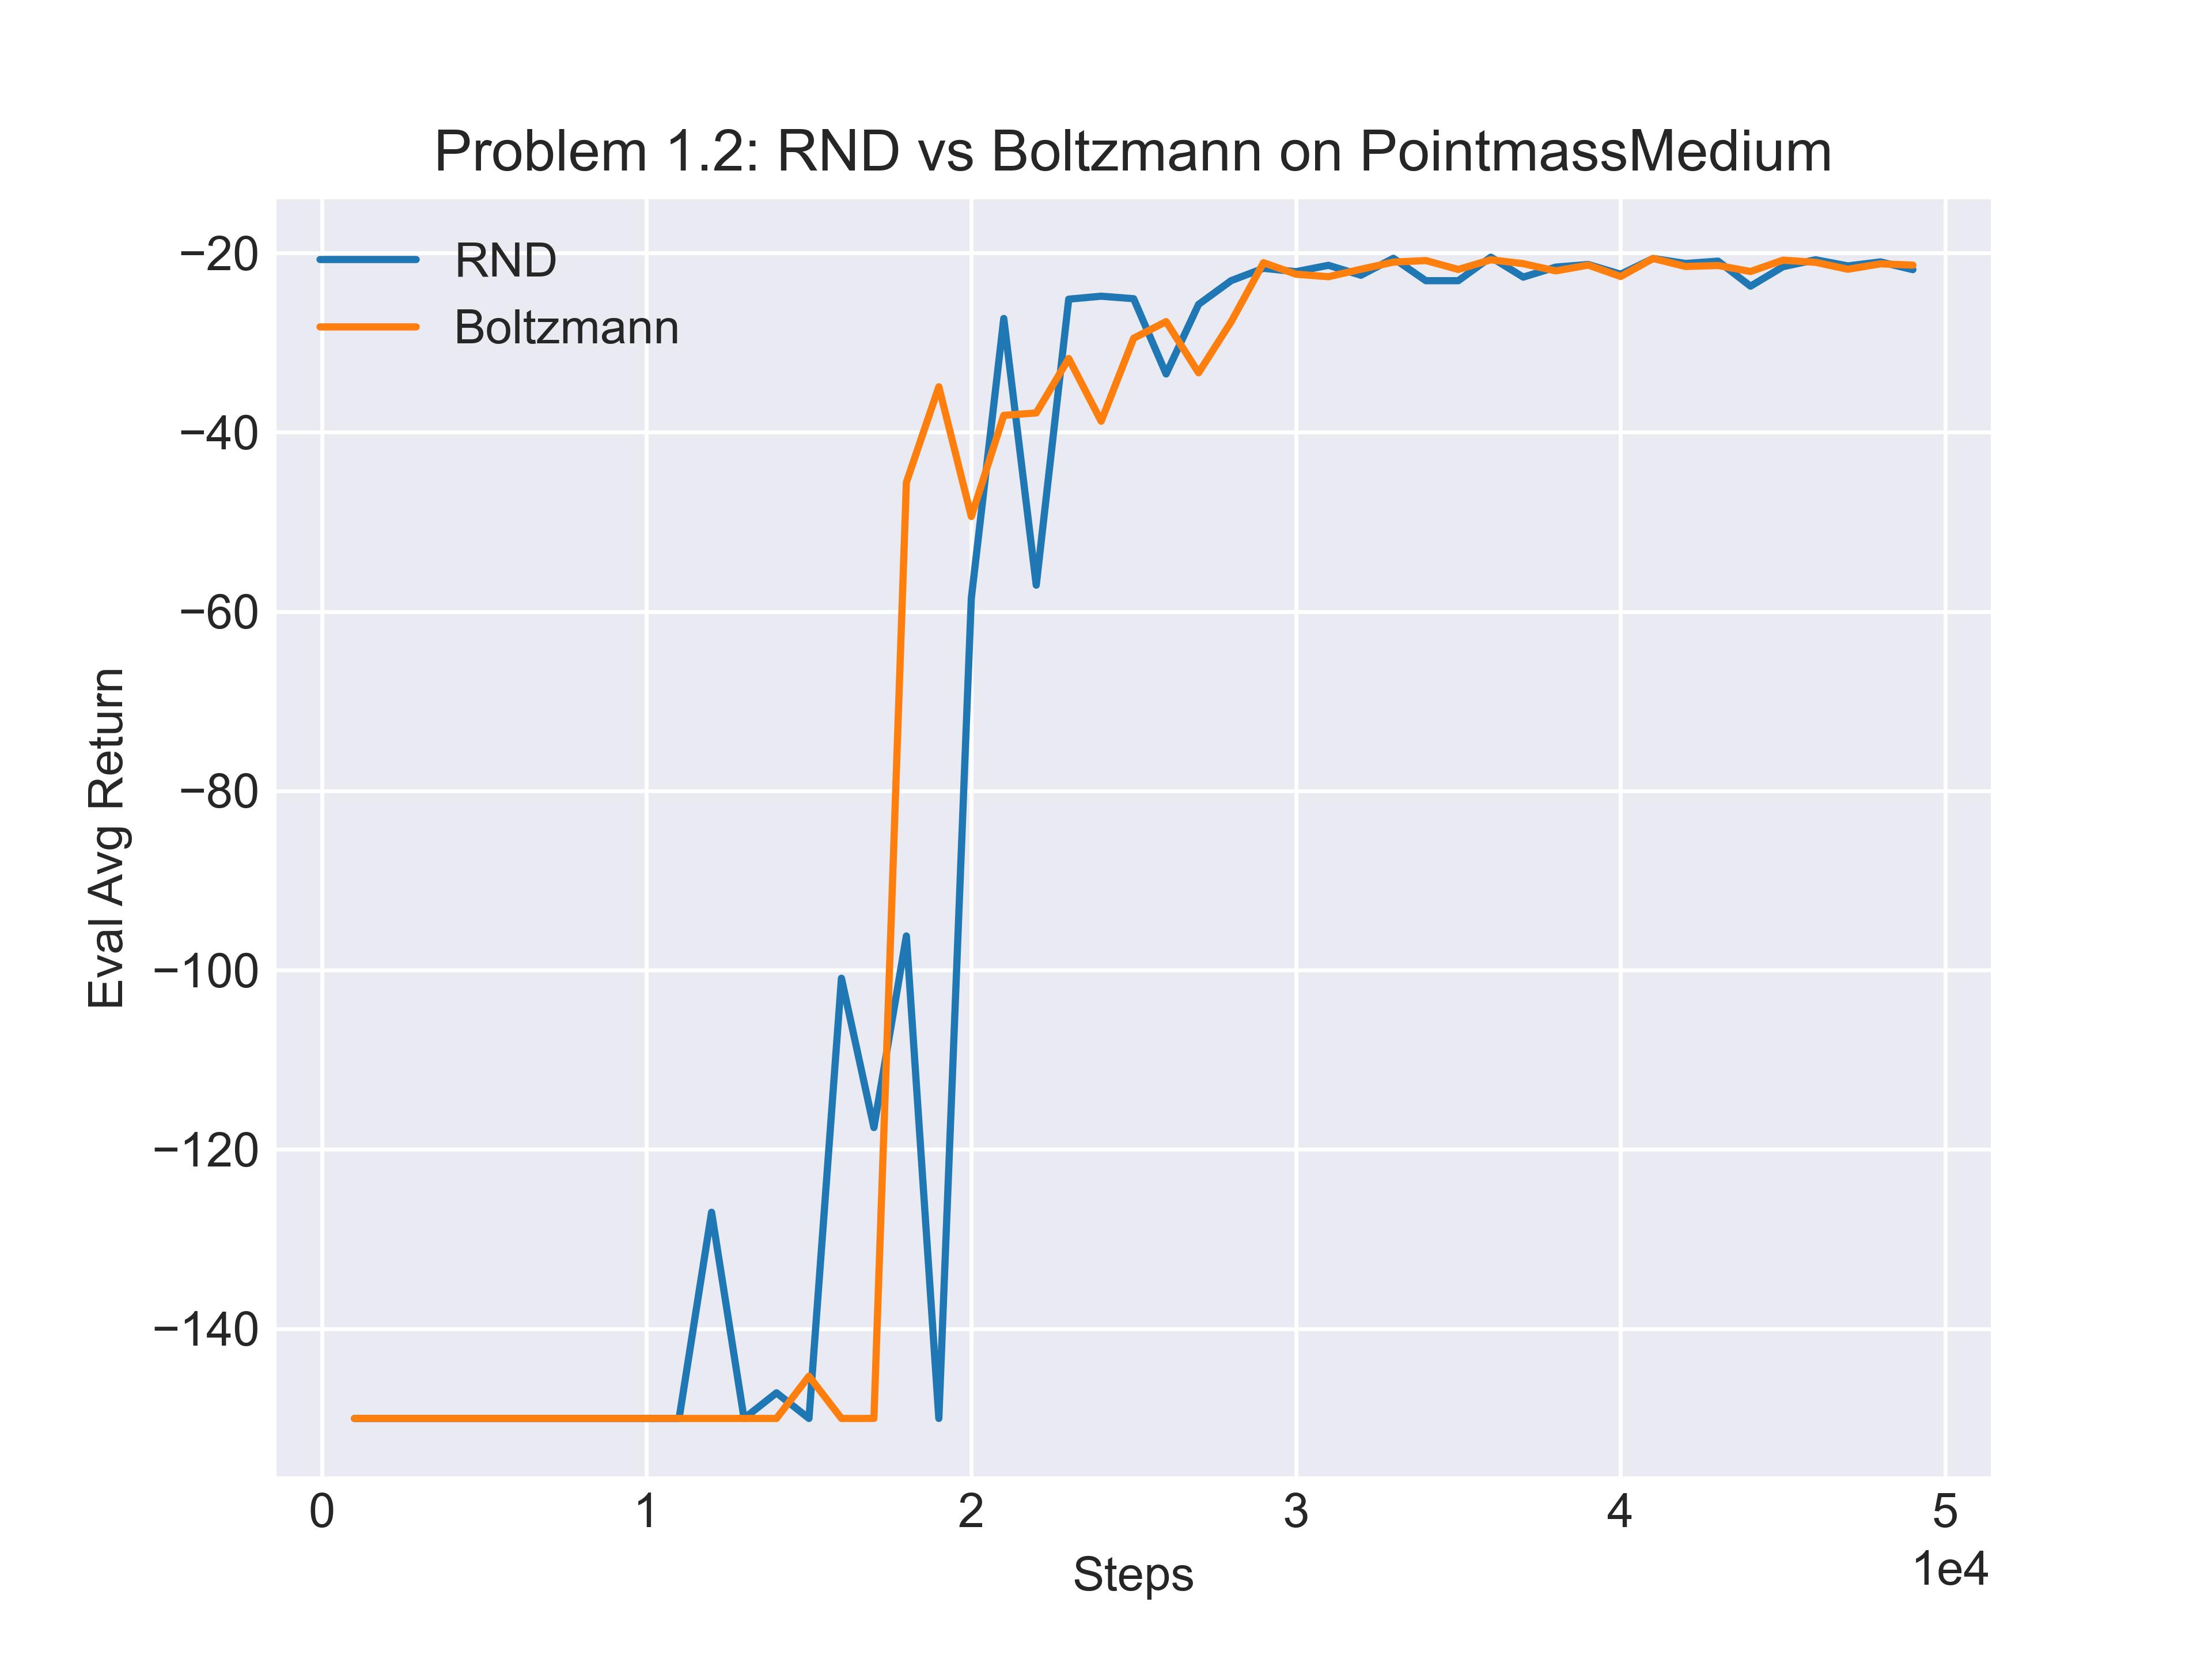 Problem 1.2: RND vs Boltzmann on PointmassMedium
RND
Boltzmann
Eval Avg Return
−20
−40
−60
−80
−100
−120
−140
0 1 2 3 4 5
Steps
1e4